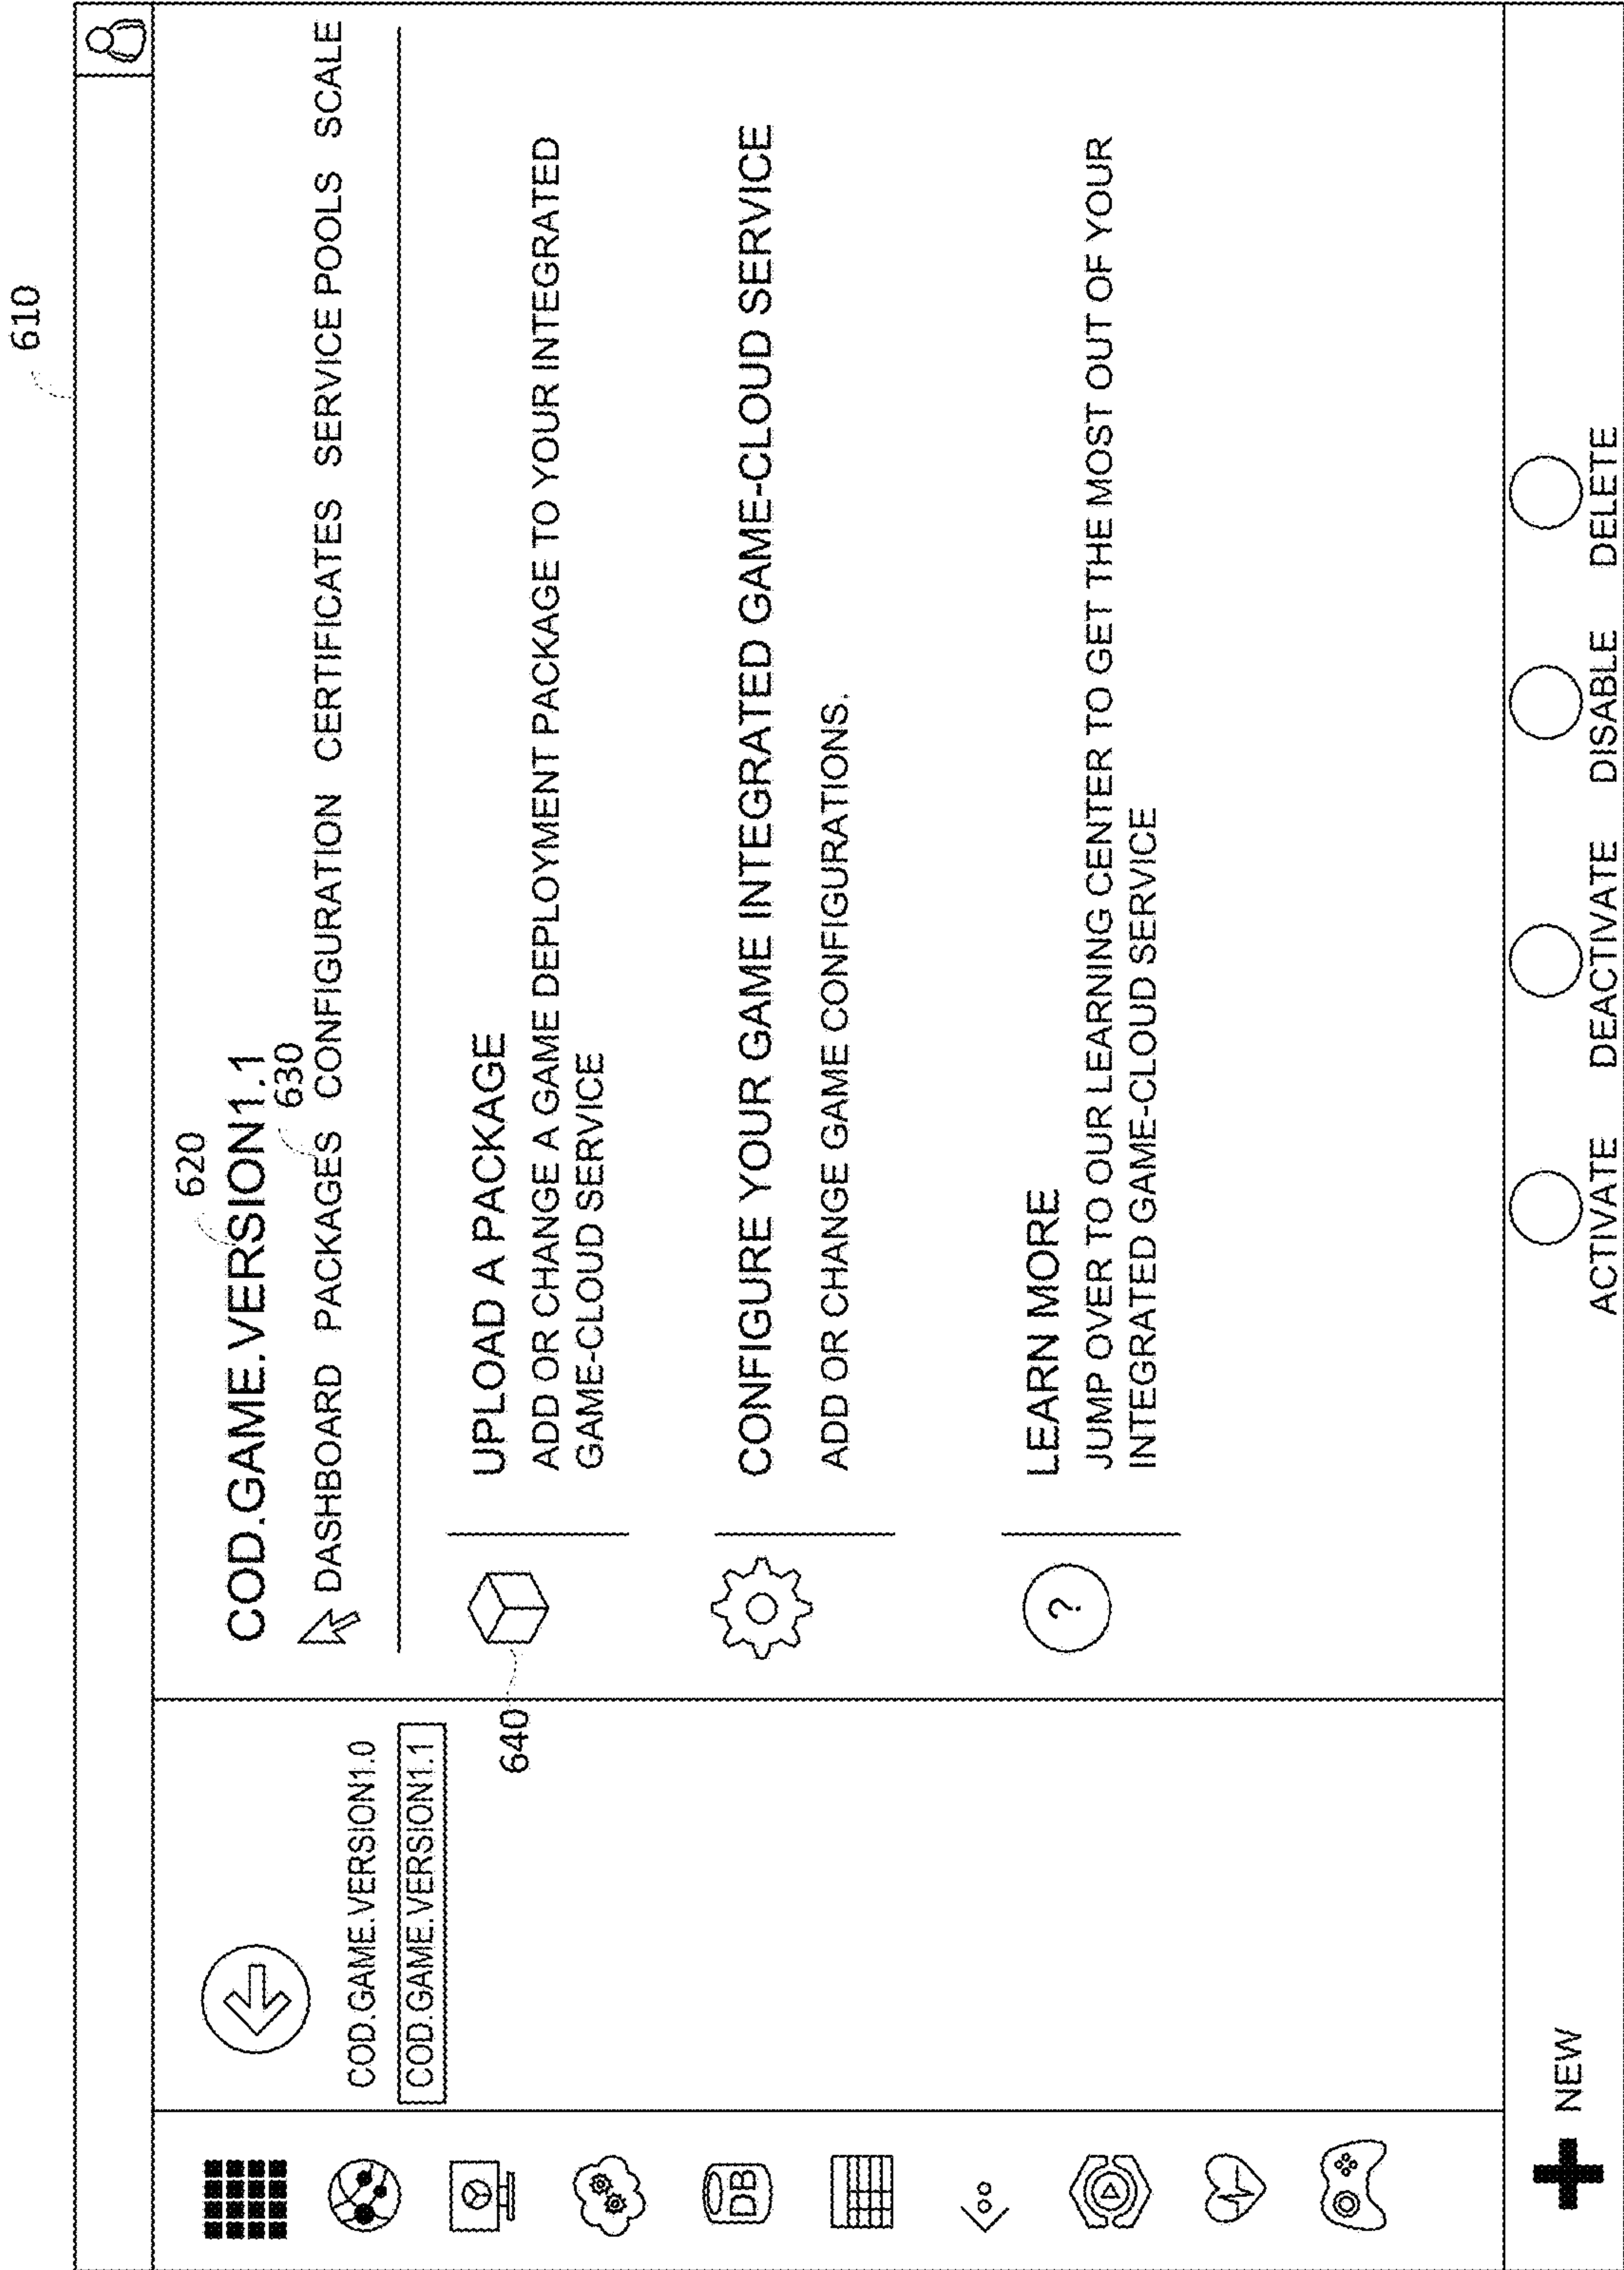 610
COD.GAME.VERSION1.0
COD.GAME.VERSION1.1
620
COD.GAME.VERSION1.1
630
DASHBOARD PACKAGES CONFIGURATION CERTIFICATES SERVICE POOLS SCALE
640
UPLOAD A PACKAGE
ADD OR CHANGE A GAME DEPLOYMENT PACKAGE TO YOUR INTEGRATED
GAME-CLOUD SERVICE
CONFIGURE YOUR GAME INTEGRATED GAME-CLOUD SERVICE
ADD OR CHANGE GAME CONFIGURATIONS.
?
LEARN MORE
JUMP OVER TO OUR LEARNING CENTER TO GET THE MOST OUT OF YOUR
INTEGRATED GAME-CLOUD SERVICE
DB
NEW
ACTIVATE DEACTIVATE DISABLE DELETE